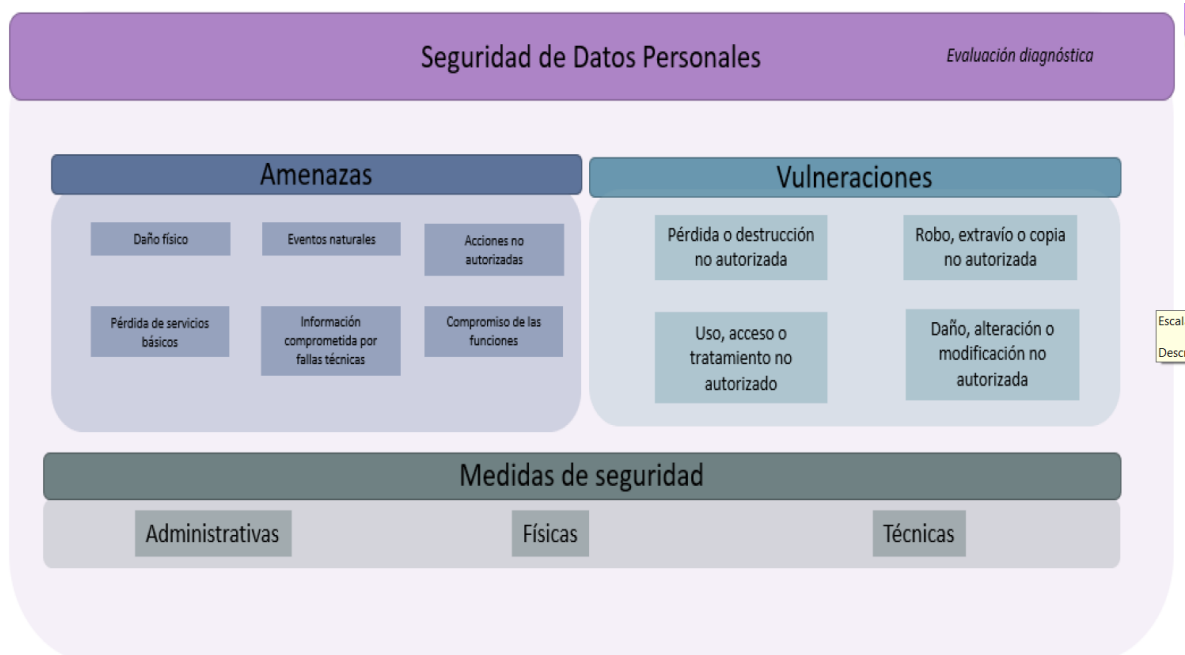 Seguridad de Datos Personales
Evaluación diagnóstica
Amenazas
Daño físico
Eventos naturales
Acciones no
autorizadas
Pérdida de servicios
básicos
Información
comprometida por
fallas técnicas
Compromiso de las
funciones
Vulneraciones
Pérdida o destrucción
no autorizada
Robo, extravío o copia
no autorizada
Uso, acceso o
tratamiento no
autorizado
Daño, alteración o
modificación no
autorizada
Escal
Descr
Medidas de seguridad
Administrativas
Físicas
Técnicas